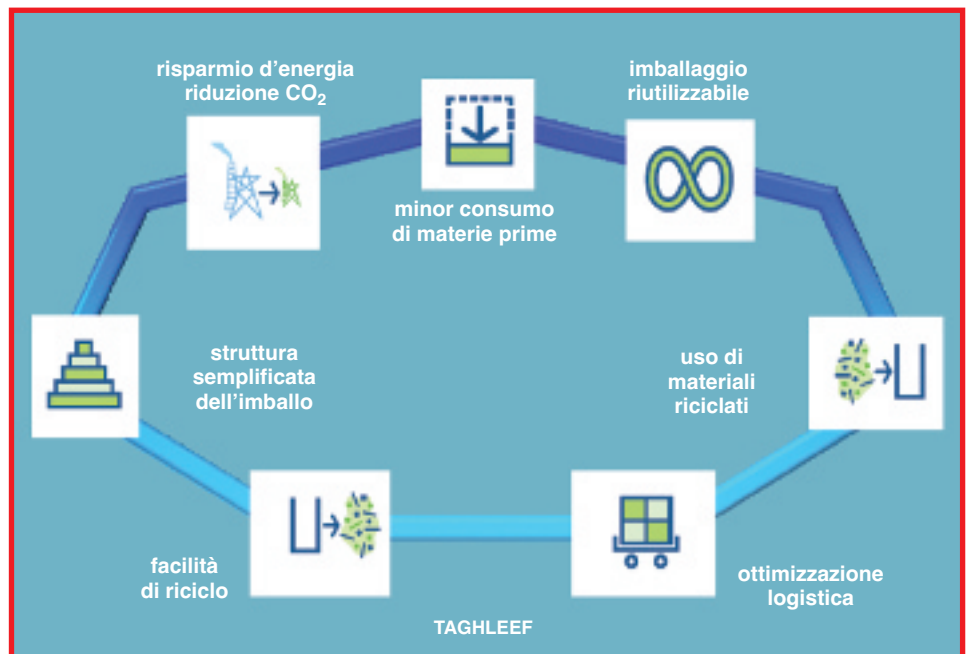 risparmio d'energia
riduzione CO₂
imballaggio
riutilizzabile
minor consumo
di materie prime
struttura
semplificata
dell'imballo
uso di
materiali
riciclati
facilità
di riciclo
ottimizzazione
logistica
TAGHLEEF